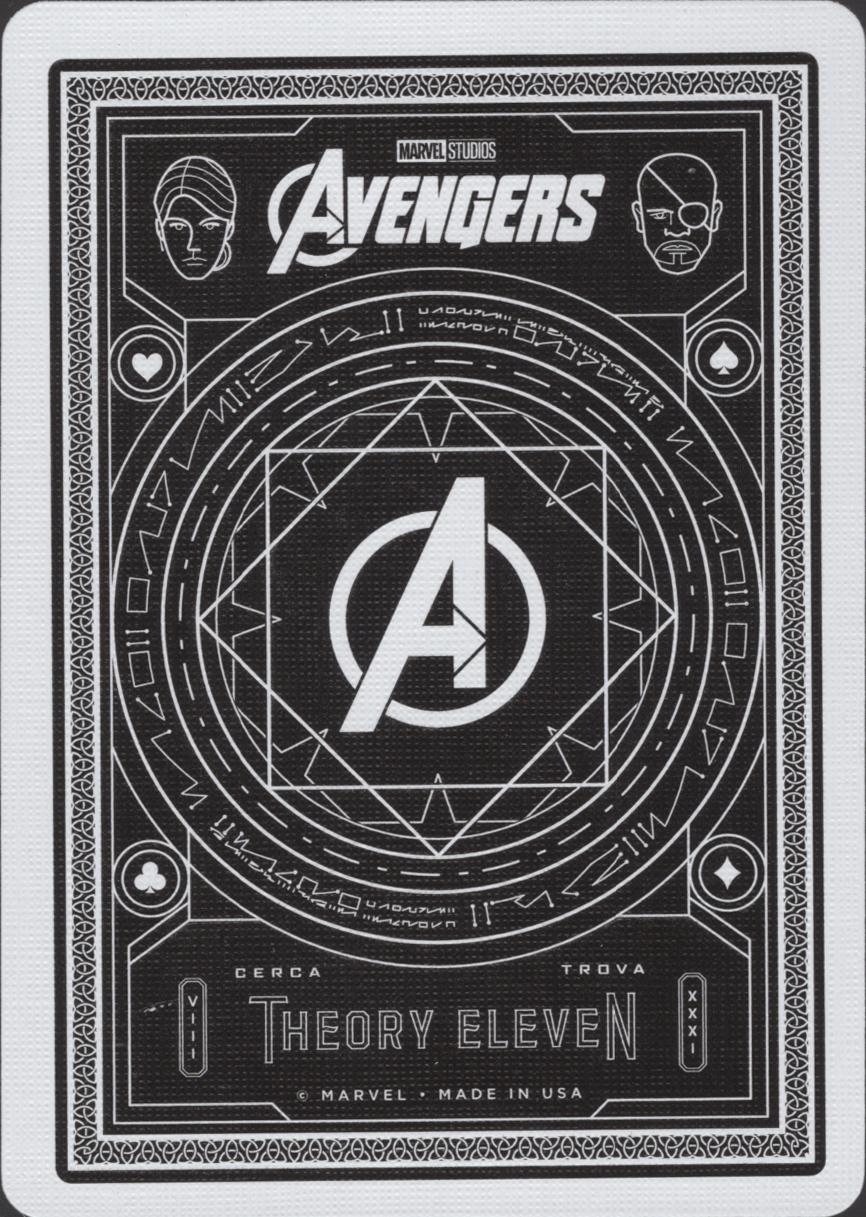 MARVEL STUDIOS
AVENGERS
A
CERCA TROVA
VIII XXXI
THEORY ELEVEN
© MARVEL • MADE IN USA